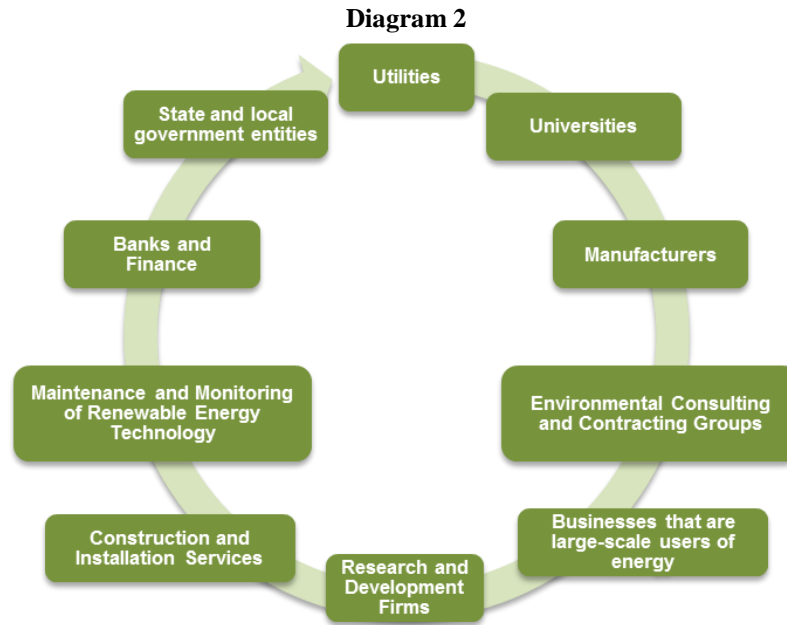 Diagram 2
Utilities
Universities
Manufacturers
Environmental Consulting
and Contracting Groups
Businesses that are
large-scale users of
energy
Research and
Development
Firms
Construction and
Installation Services
Maintenance and Monitoring
of Renewable Energy
Technology
Banks and
Finance
State and local
government entities